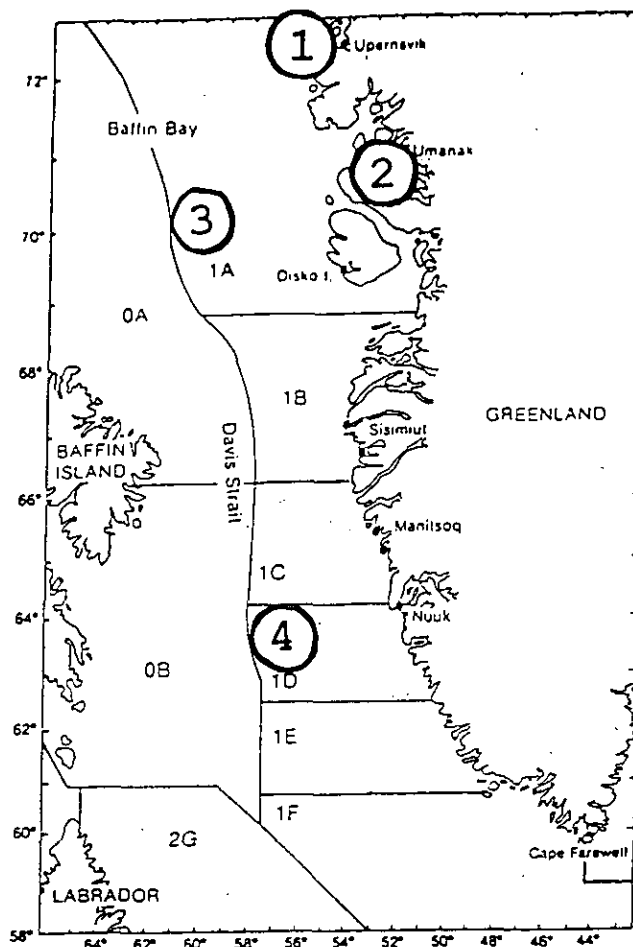 1
Upernavik
72°
Baffin Bay
Umanak
2
3
70°
1A
Disko I.
0A
68°
1B
GREENLAND
Sisimiut
Davis Strait
BAFFIN
ISLAND
66°
Manitsoq
1C
64°
Nuuk
4
0B
1D
62°
1E
1F
60°
2G
Cape Farewell
LABRADOR
58°
64° 62° 60° 56° 54° 52° 50° 48° 46° 44°